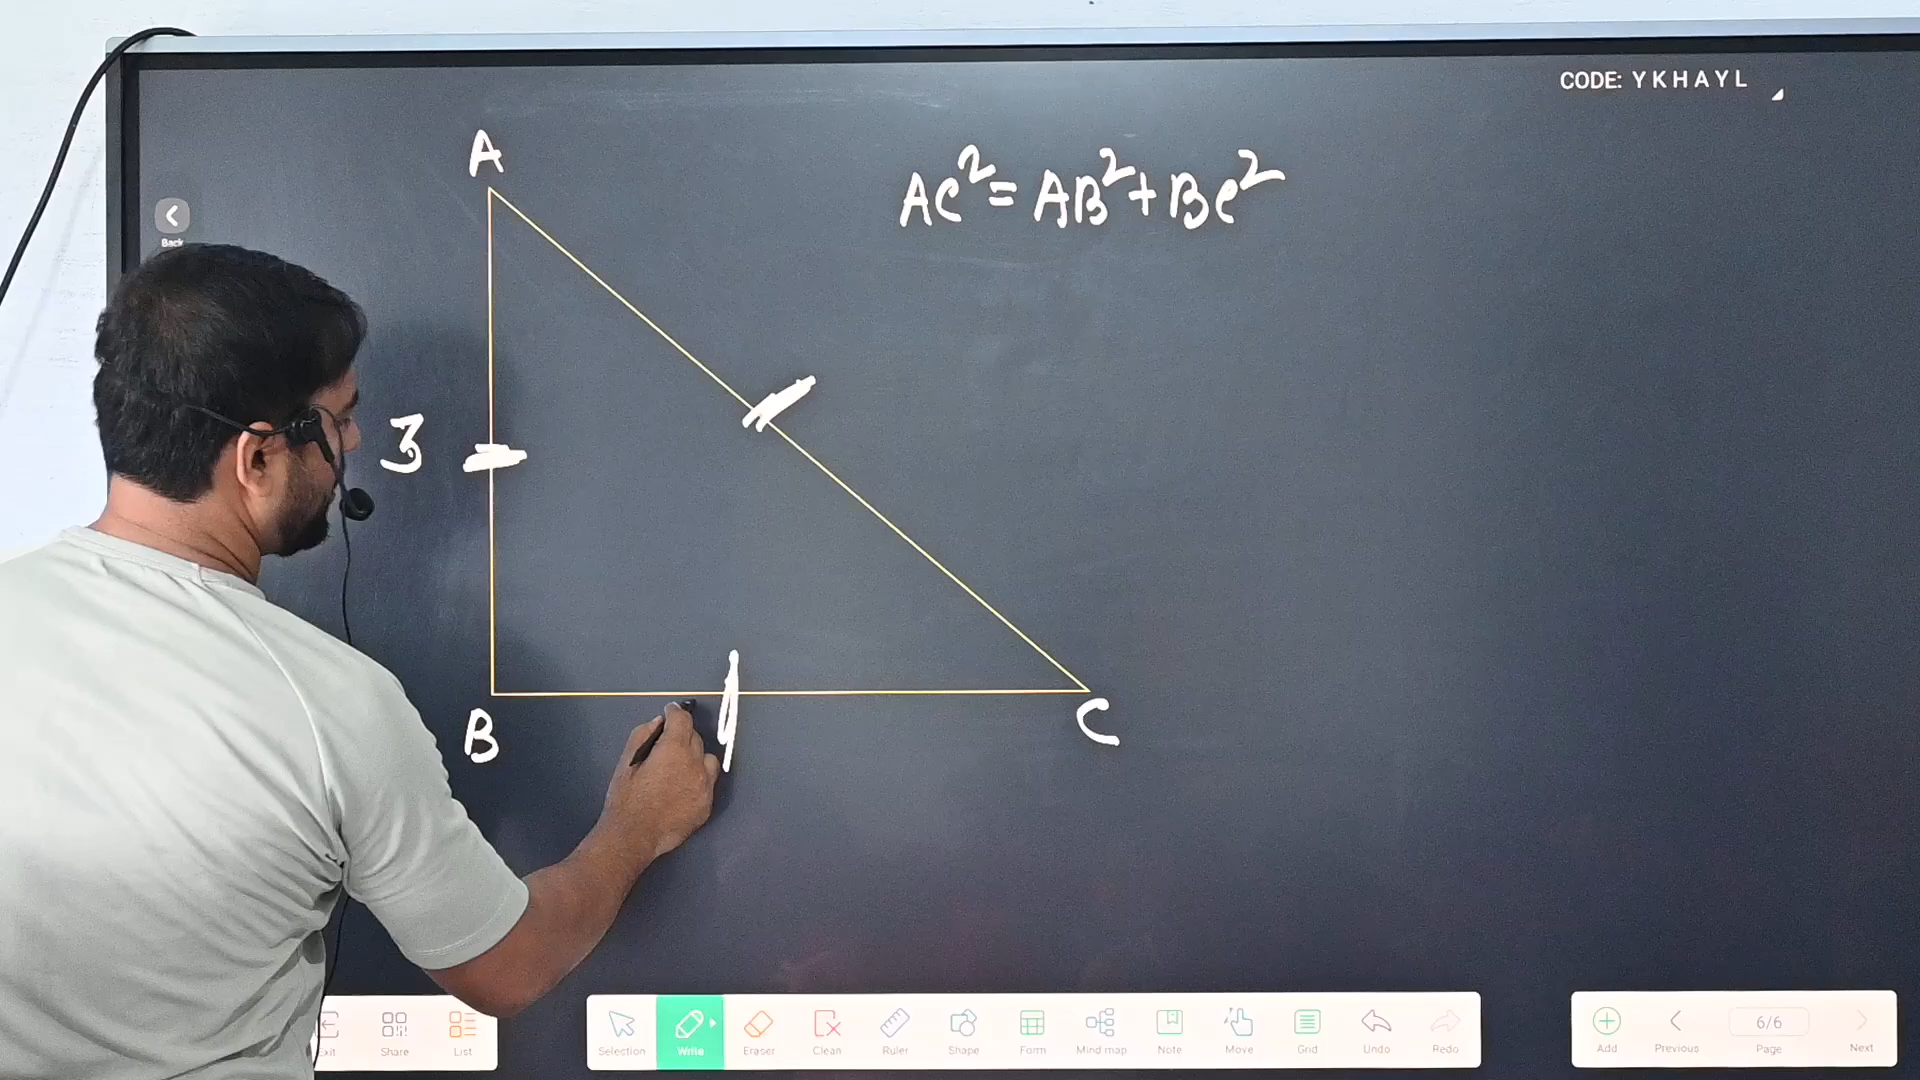 CODE: YKHAYL
A
AC²=AB²+BC²
Back
3
B
C
Share
List
Selection
Write
Eraser
Clean
Ruler
Shape
Form
Mind map
Note
Move
Grid
Undo
Redo
Add
Previous
6/6
Page
Next